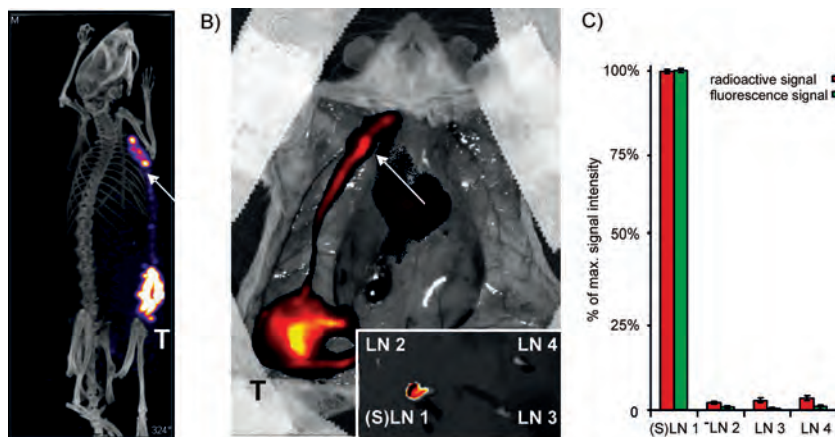 M
T
324°
B)
T
LN 2
LN 4
(S)LN 1
LN 3
C)
% of max. signal intensity
100%
75%
50%
25%
0
radioactive signal
fluorescence signal
(S)LN 1
LN 2
LN 3
LN 4